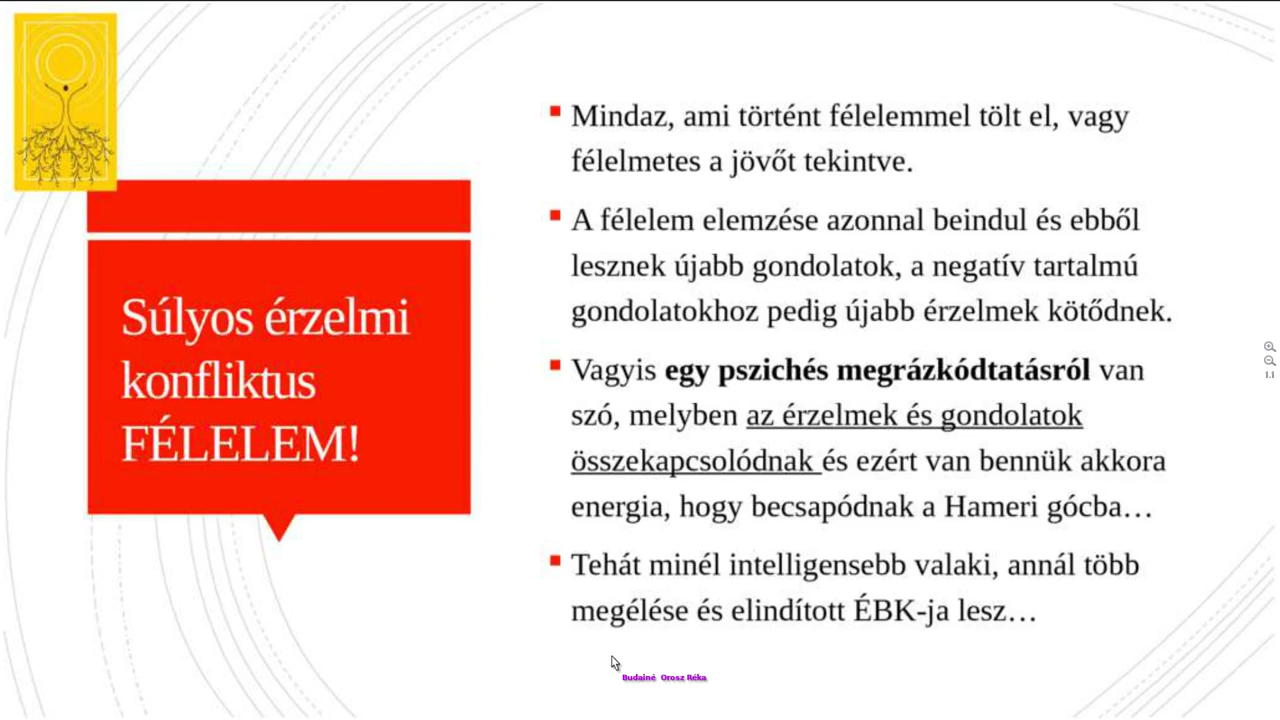 Súlyos érzelmi
konfliktus
FÉLELEM!
Mindaz, ami történt félelemmel tölt el, vagy
félelmetes a jövőt tekintve.
A félelem elemzése azonnal beindul és ebből
lesznek újabb gondolatok, a negatív tartalmú
gondolatokhoz pedig újabb érzelmek kötődnek.
Vagyis egy pszichés megrázkódtatásról van
szó, melyben az érzelmek és gondolatok
összekapcsolódnak és ezért van bennük akkora
energia, hogy becsapódnak a Hameri gócba…
Tehát minél intelligensebb valaki, annál több
megélése és elindított ÉBK-ja lesz…
Budainé Orosz Réka
1:1